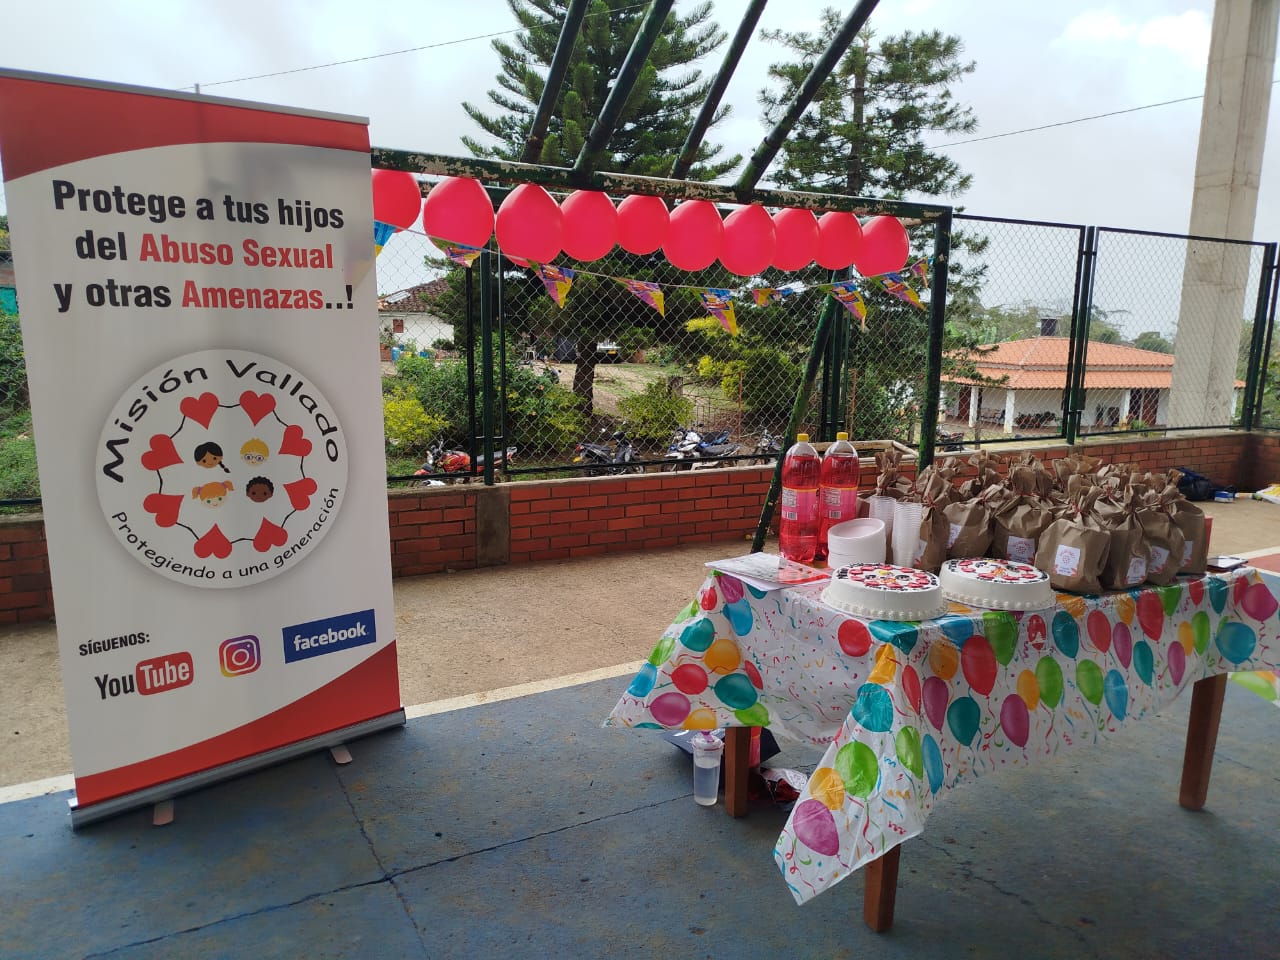 Protege a tus hijos
del Abuso Sexual
y otras Amenazas..!
Misión Vallado
Protegiendo a una generación
SÍGUENOS:
YouTube
facebook